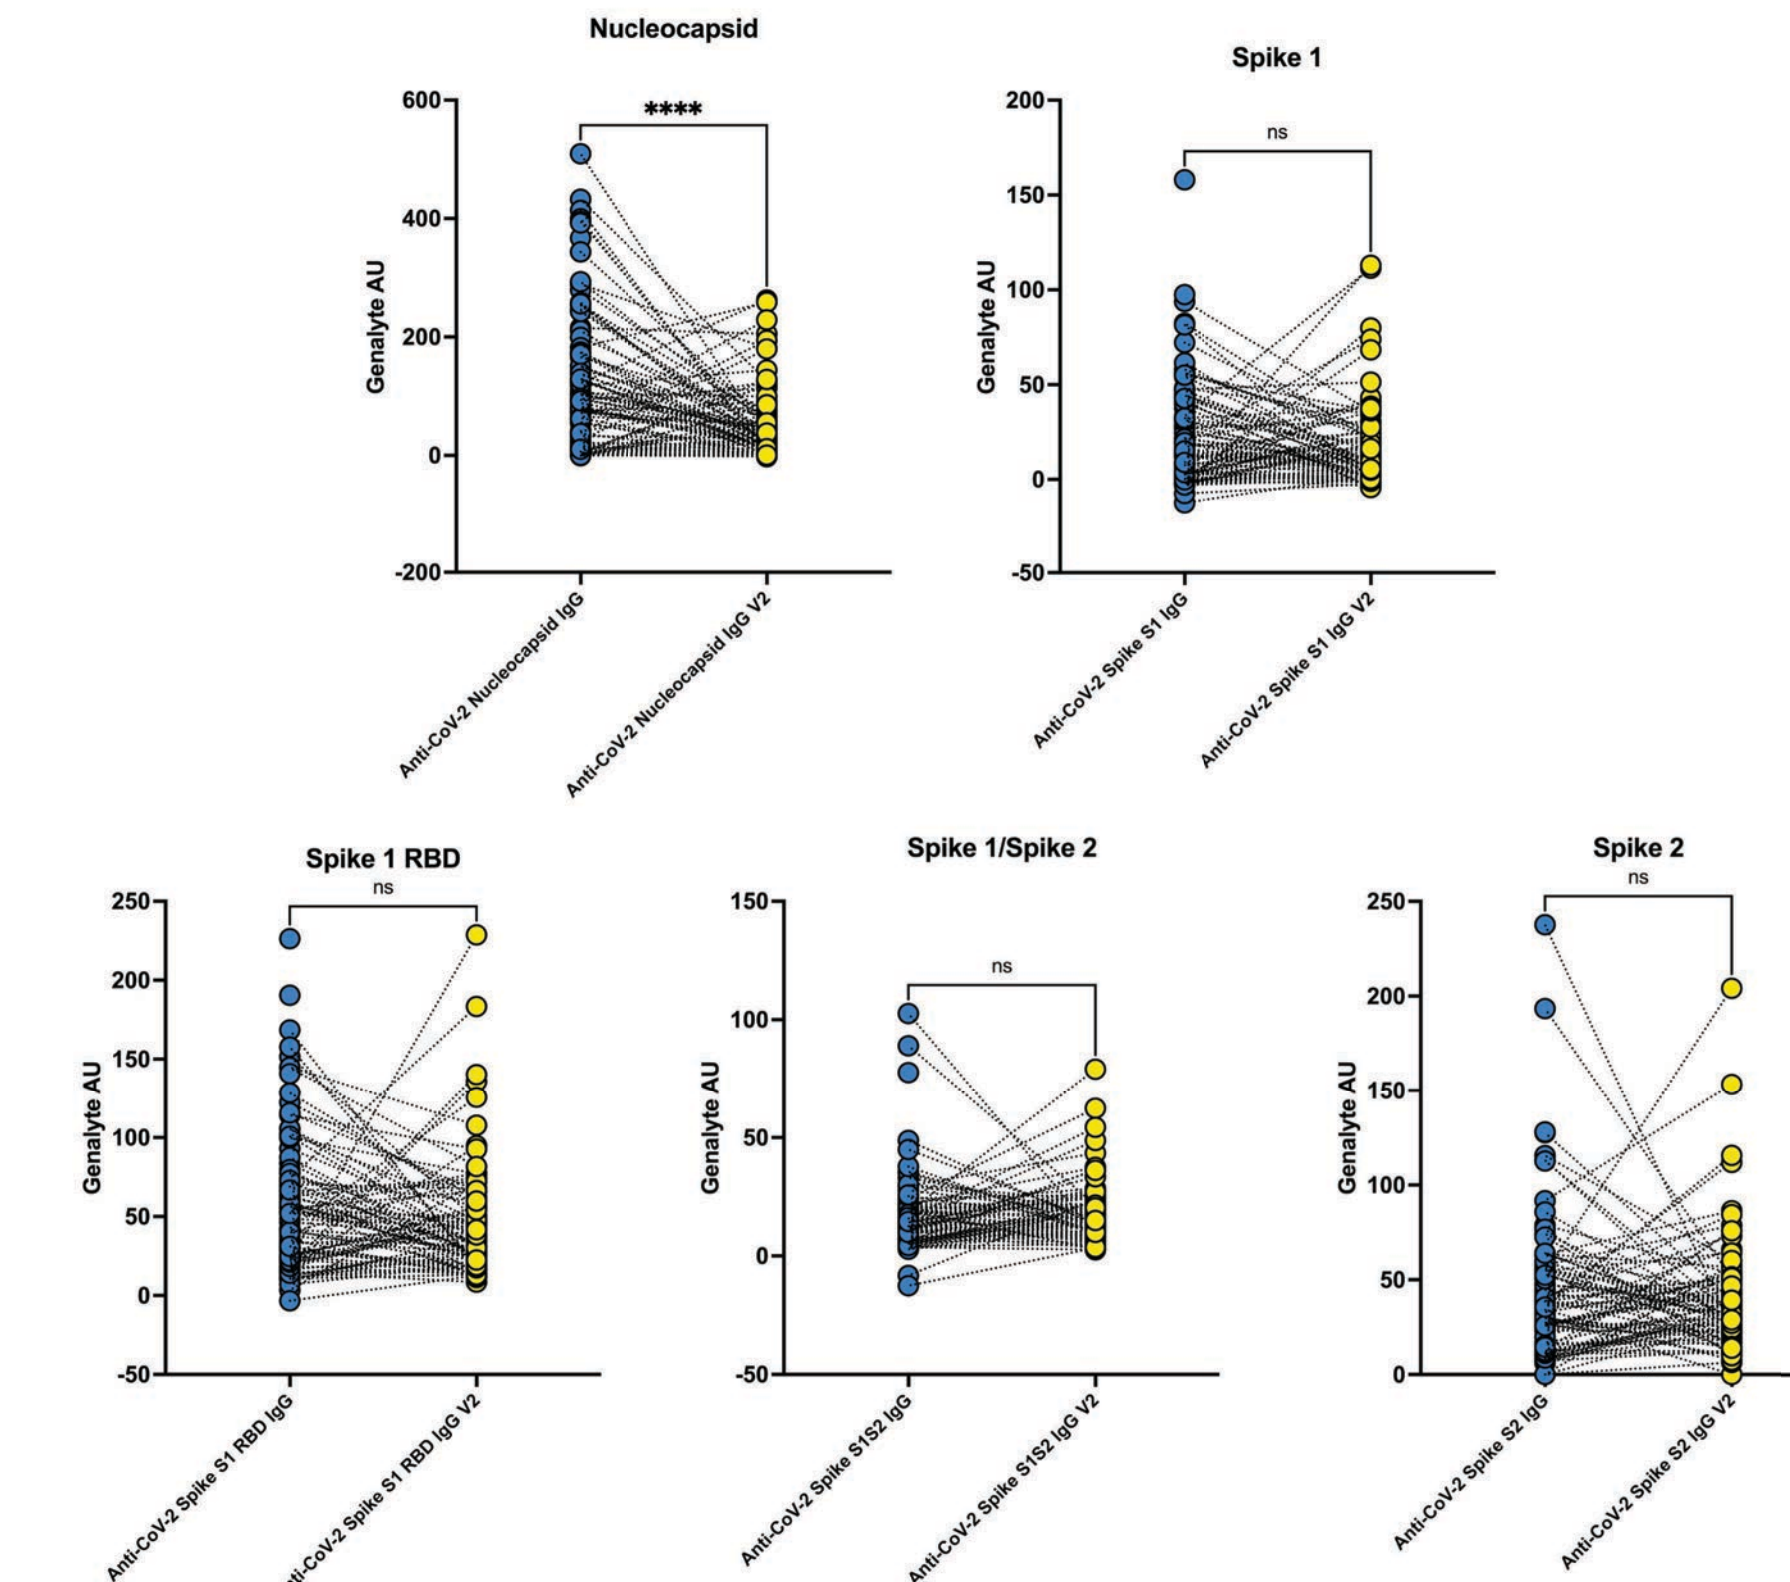 Nucleocapsid
600
400
200
0
-200
Genalyte AU
****
Anti-CoV-2 Nucleocapsid IgG
Anti-CoV-2 Nucleocapsid IgG V2
Spike 1
200
150
100
50
0
-50
Genalyte AU
ns
Anti-CoV-2 Spike S1 IgG
Anti-CoV-2 Spike S1 IgG V2
Spike 1 RBD
ns
250
200
150
100
50
0
-50
Genalyte AU
Anti-CoV-2 Spike S1 RBD IgG
nti-CoV-2 Spike S1 RBD IgG V2
Spike 1/Spike 2
150
100
50
0
-50
Genalyte AU
ns
Anti-CoV-2 Spike S1S2 IgG
Anti-CoV-2 Spike S1S2 IgG V2
Spike 2
ns
250
200
150
100
50
0
Genalyte AU
Anti-CoV-2 Spike S2 IgG
Anti-CoV-2 Spike S2 IgG V2